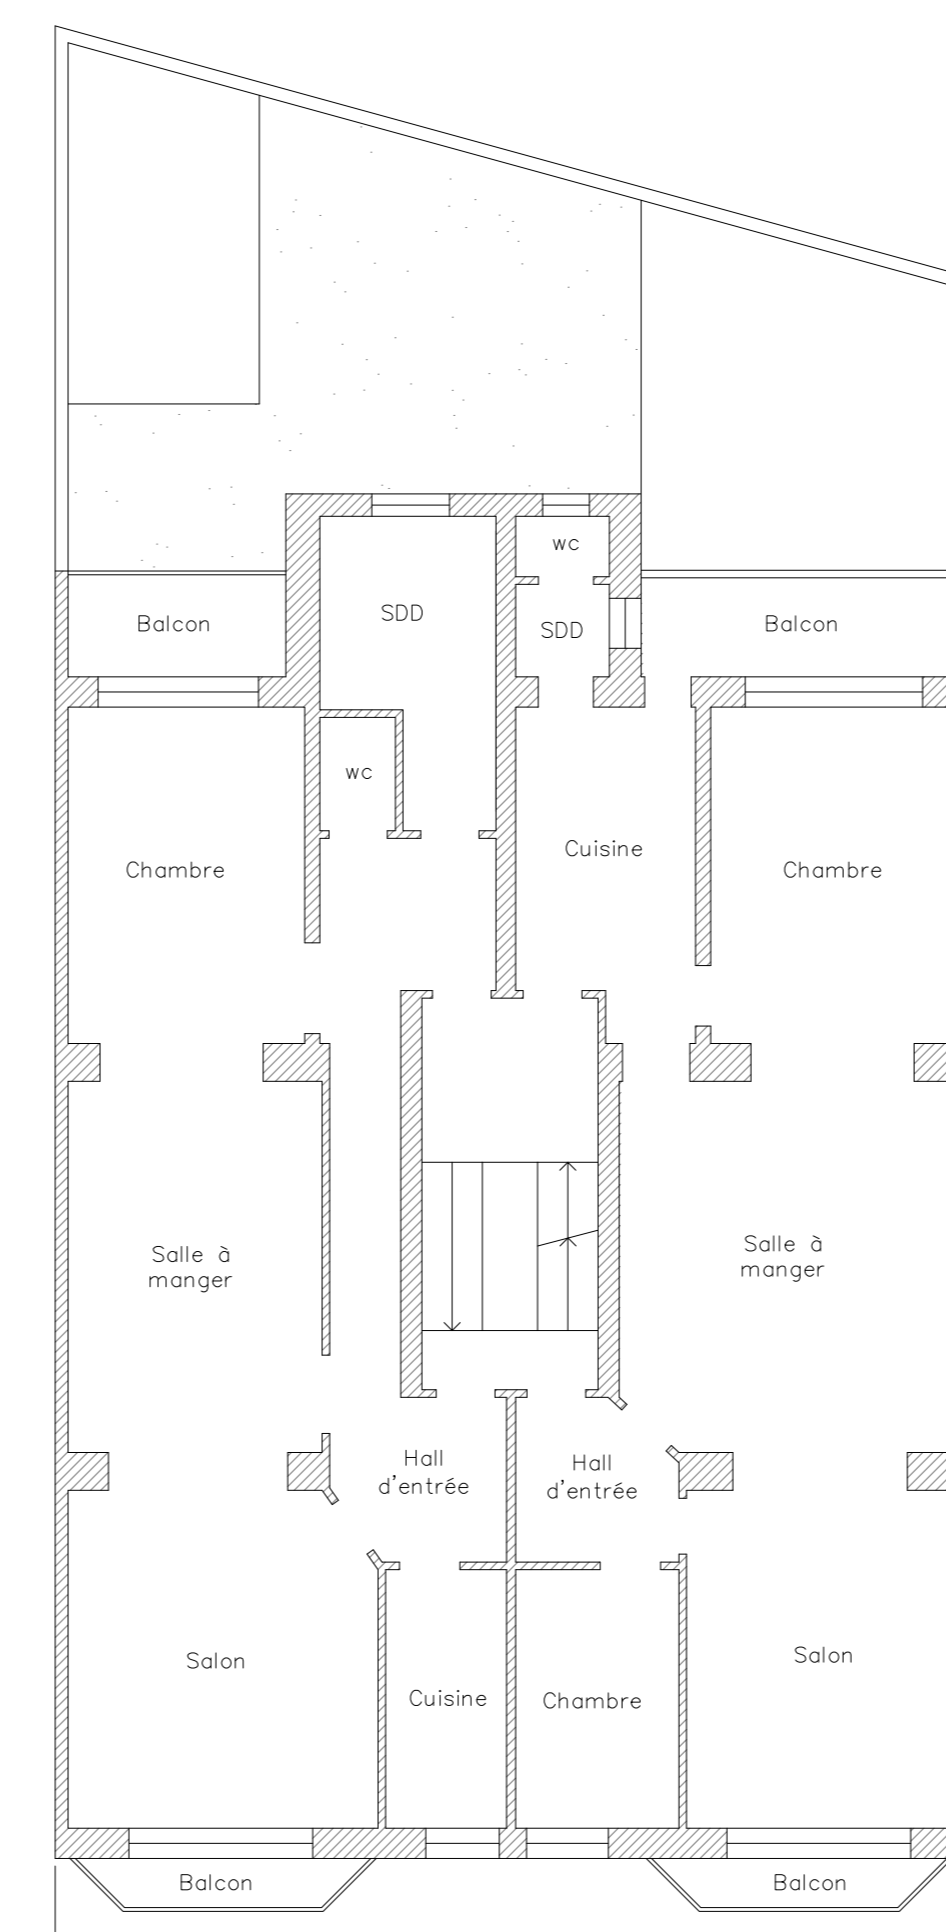 wc
SDD
Balcon
SDD
Balcon
wc
Cuisine
Chambre
Chambre
Salle à
manger
Salle à
manger
Hall
d'entrée
Hall
d'entrée
Salon
Salon
Cuisine
Chambre
Balcon
Balcon